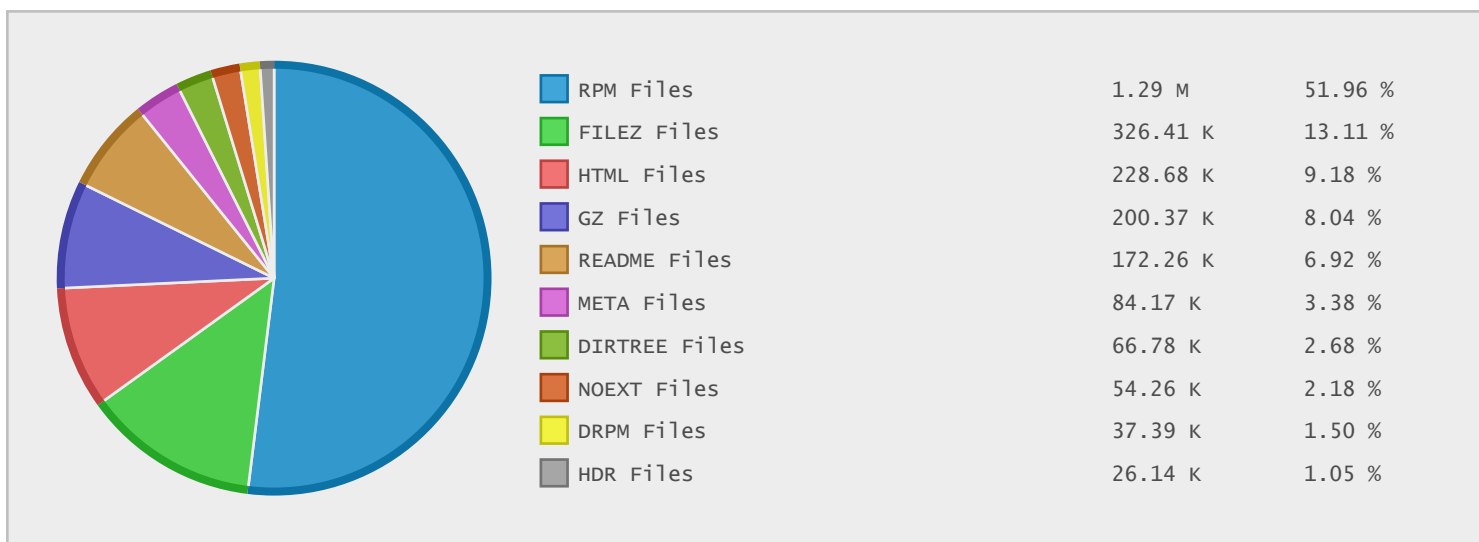 RPM Files 1.29 M 51.96 %
FILEZ Files 326.41 K 13.11 %
HTML Files 228.68 K 9.18 %
GZ Files 200.37 K 8.04 %
README Files 172.26 K 6.92 %
META Files 84.17 K 3.38 %
DIRTREE Files 66.78 K 2.68 %
NOEXT Files 54.26 K 2.18 %
DRPM Files 37.39 K 1.50 %
HDR Files 26.14 K 1.05 %